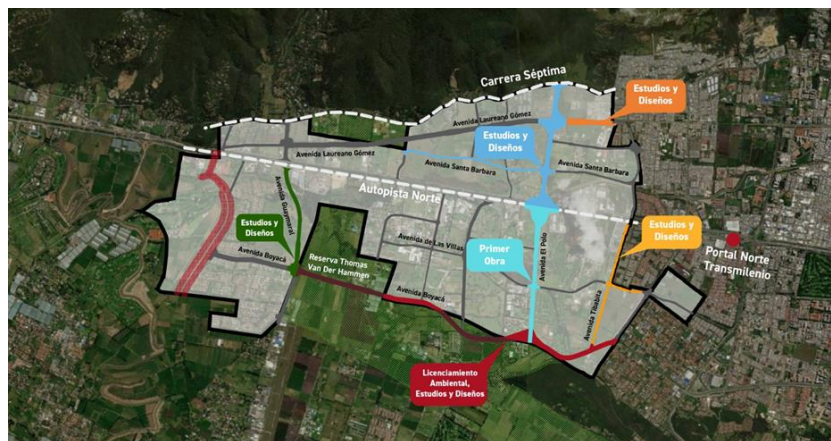 Carrera Séptima
Estudios y
Diseños
Avenida Laureano Gómez
Estudios y
Diseños
Avenida Laureano Gómez
Avenida Santa Barbara
Avenida Santa Barbara
Autopista Norte
Avenida Guaymaral
Estudios y
Diseños
Estudios y
Diseños
Avenida de Las Villas
Primer
Obra
Avenida El Polo
Portal Norte
Transmilenio
Avenida Boyacá
Reserva Thomas
Van Der Hammen
Avenida Boyacá
Avenida Tibabita
Licenciamiento
Ambiental,
Estudios y Diseños